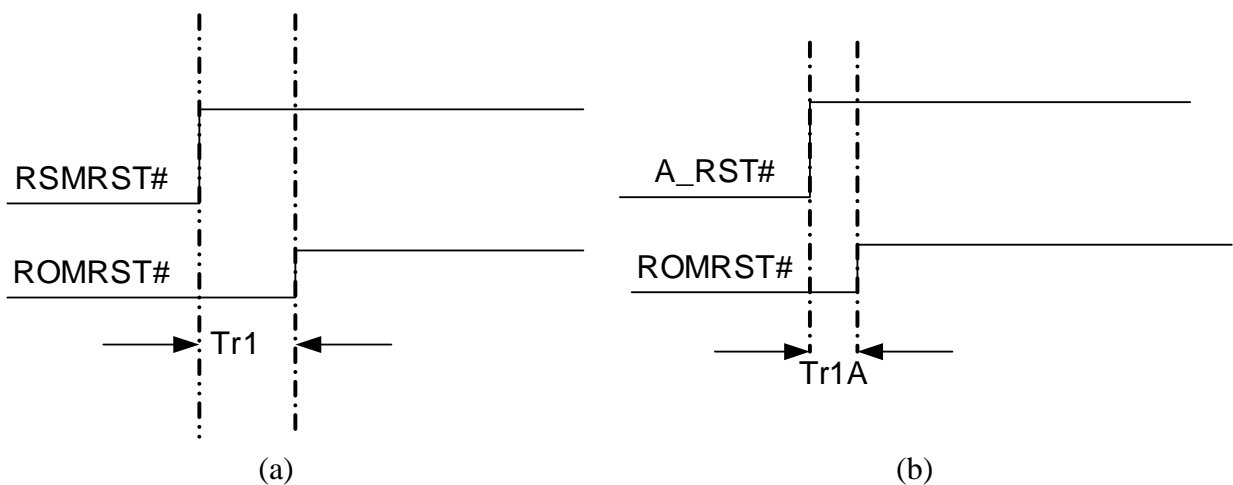 RSMRST#
ROMRST#
Tr1
(a)
A_RST#
ROMRST#
Tr1A
(b)